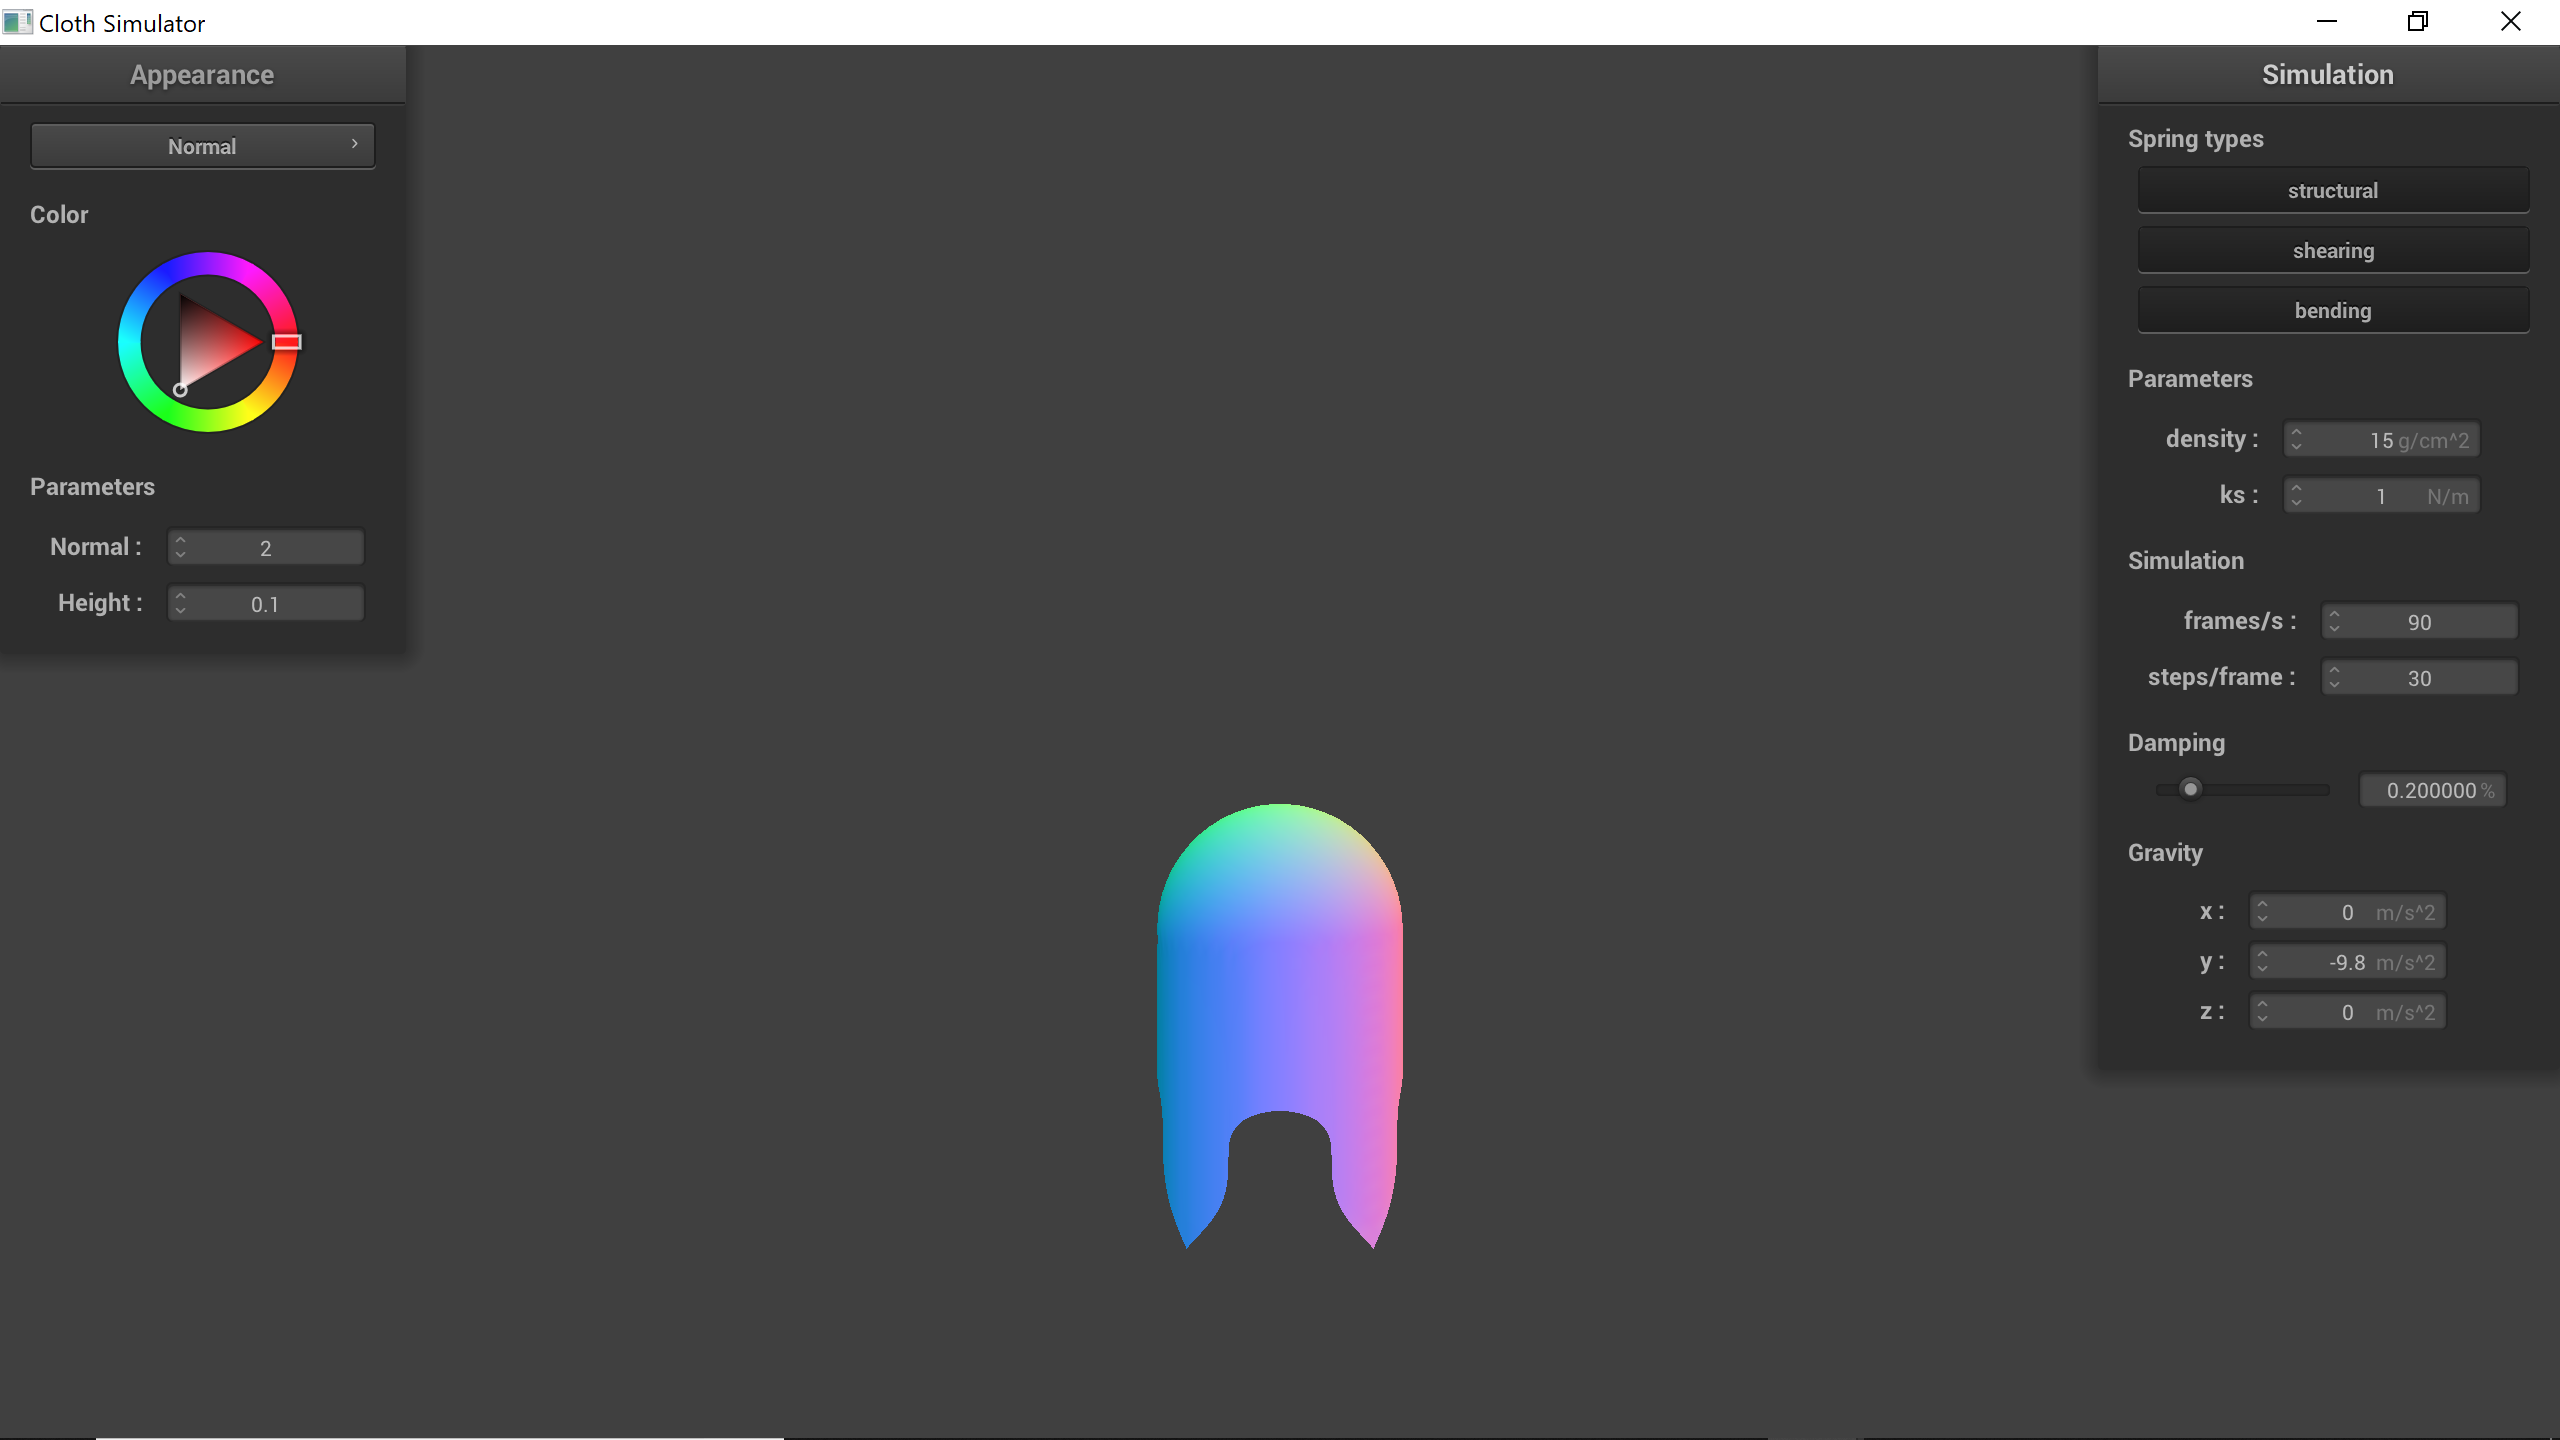 Cloth Simulator
Appearance
Normal
Color
Parameters
Normal : 2
Height : 0.1
Simulation
Spring types
structural
shearing
bending
Parameters
density : 15 g/cm^2
ks : 1 N/m
Simulation
frames/s : 90
steps/frame : 30
Damping
0.200000 %
Gravity
x : 0 m/s^2
y : -9.8 m/s^2
z : 0 m/s^2